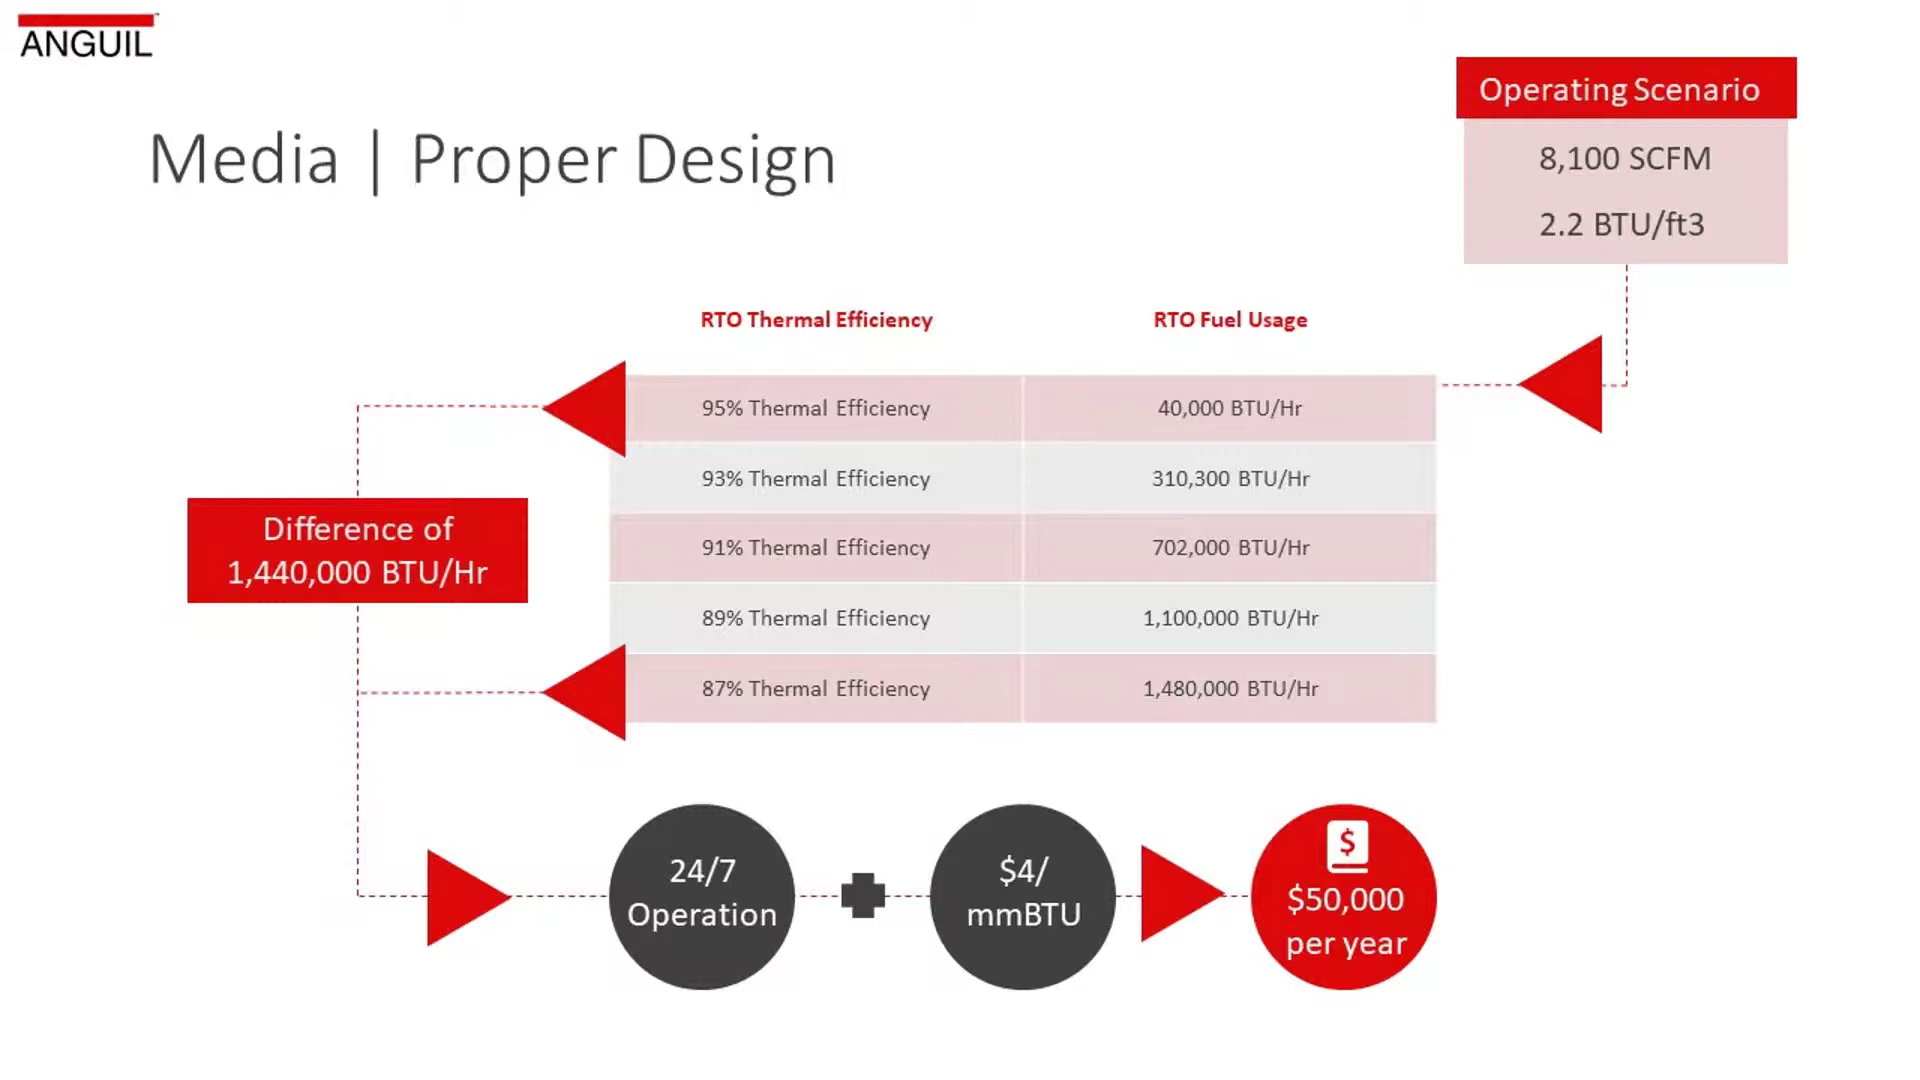 ANGUIL
Operating Scenario
8,100 SCFM
2.2 BTU/ft3
Media | Proper Design
RTO Thermal Efficiency
RTO Fuel Usage
95% Thermal Efficiency
40,000 BTU/Hr
93% Thermal Efficiency
310,300 BTU/Hr
91% Thermal Efficiency
702,000 BTU/Hr
89% Thermal Efficiency
1,100,000 BTU/Hr
87% Thermal Efficiency
1,480,000 BTU/Hr
Difference of
1,440,000 BTU/Hr
24/7
Operation
$4/
mmBTU
$
$50,000
per year